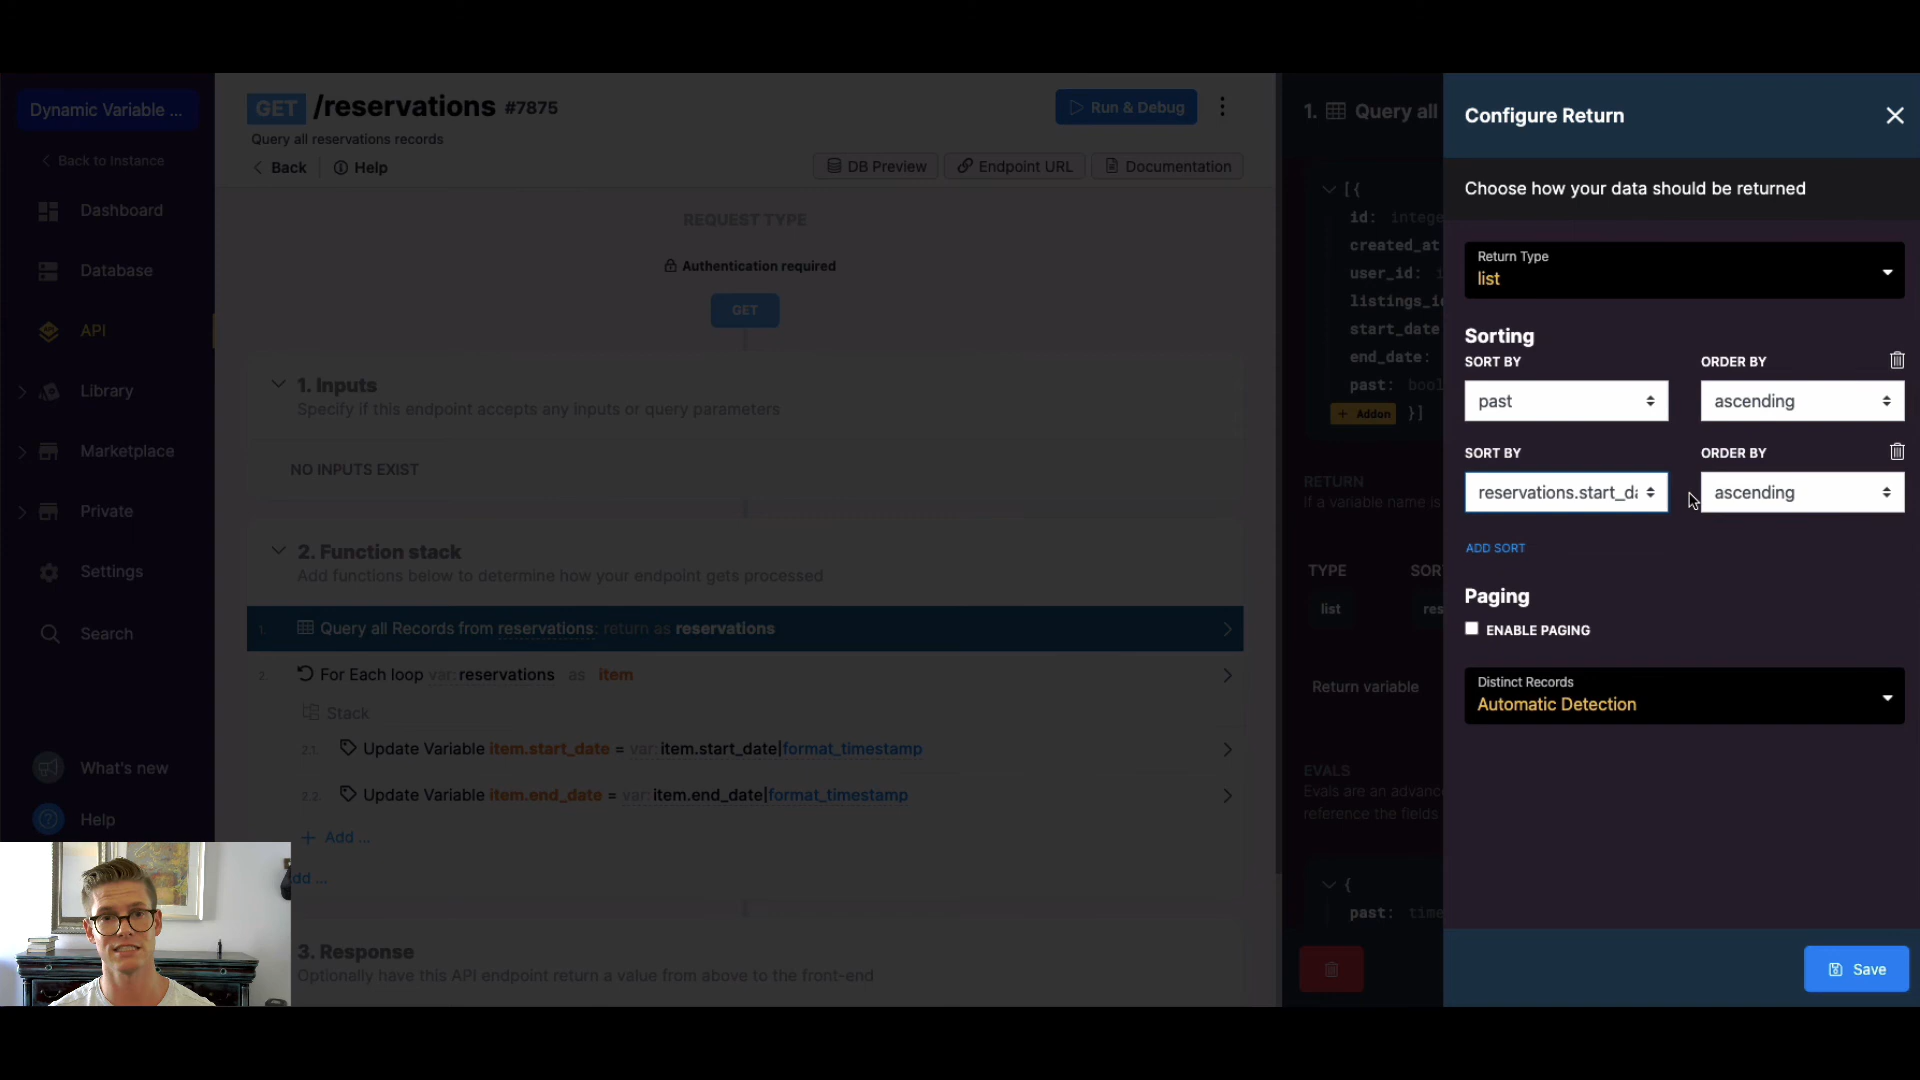 Dynamic Variable ...
Back to Instance
Dashboard
Database
API
Library
Marketplace
Private
Settings
Search
What's new
Help
GET /reservations #7875
Run & Debug
Query all reservations records
Back
Help
DB Preview
Endpoint URL
Documentation
REQUEST TYPE
Authentication required
GET
1. Inputs
Specify if this endpoint accepts any inputs or query parameters
NO INPUTS EXIST
2. Function stack
Add functions below to determine how your endpoint gets processed
1. Query all Records from reservations: return as reservations
2. For Each loop var:reservations as item
Stack
2.1. Update Variable item.start_date = var:item.start_date|format_timestamp
2.2. Update Variable item.end_date = var:item.end_date|format_timestamp
+ Add ...
dd ...
3. Response
Optionally have this API endpoint return a value from above to the front-end
1. Query all
[{
id: intege
created_at
user_id: i
listings_id
start_date
end_date:
past: bool
+ Addon }]
RETURN
If a variable name is
TYPE SOR
list res
Return variable
EVALS
Evals are an advanc
reference the fields
{
past: time
Configure Return
Choose how your data should be returned
Return Type
list
Sorting
SORT BY ORDER BY
past ascending
SORT BY ORDER BY
reservations.start_da ascending
ADD SORT
Paging
ENABLE PAGING
Distinct Records
Automatic Detection
Save